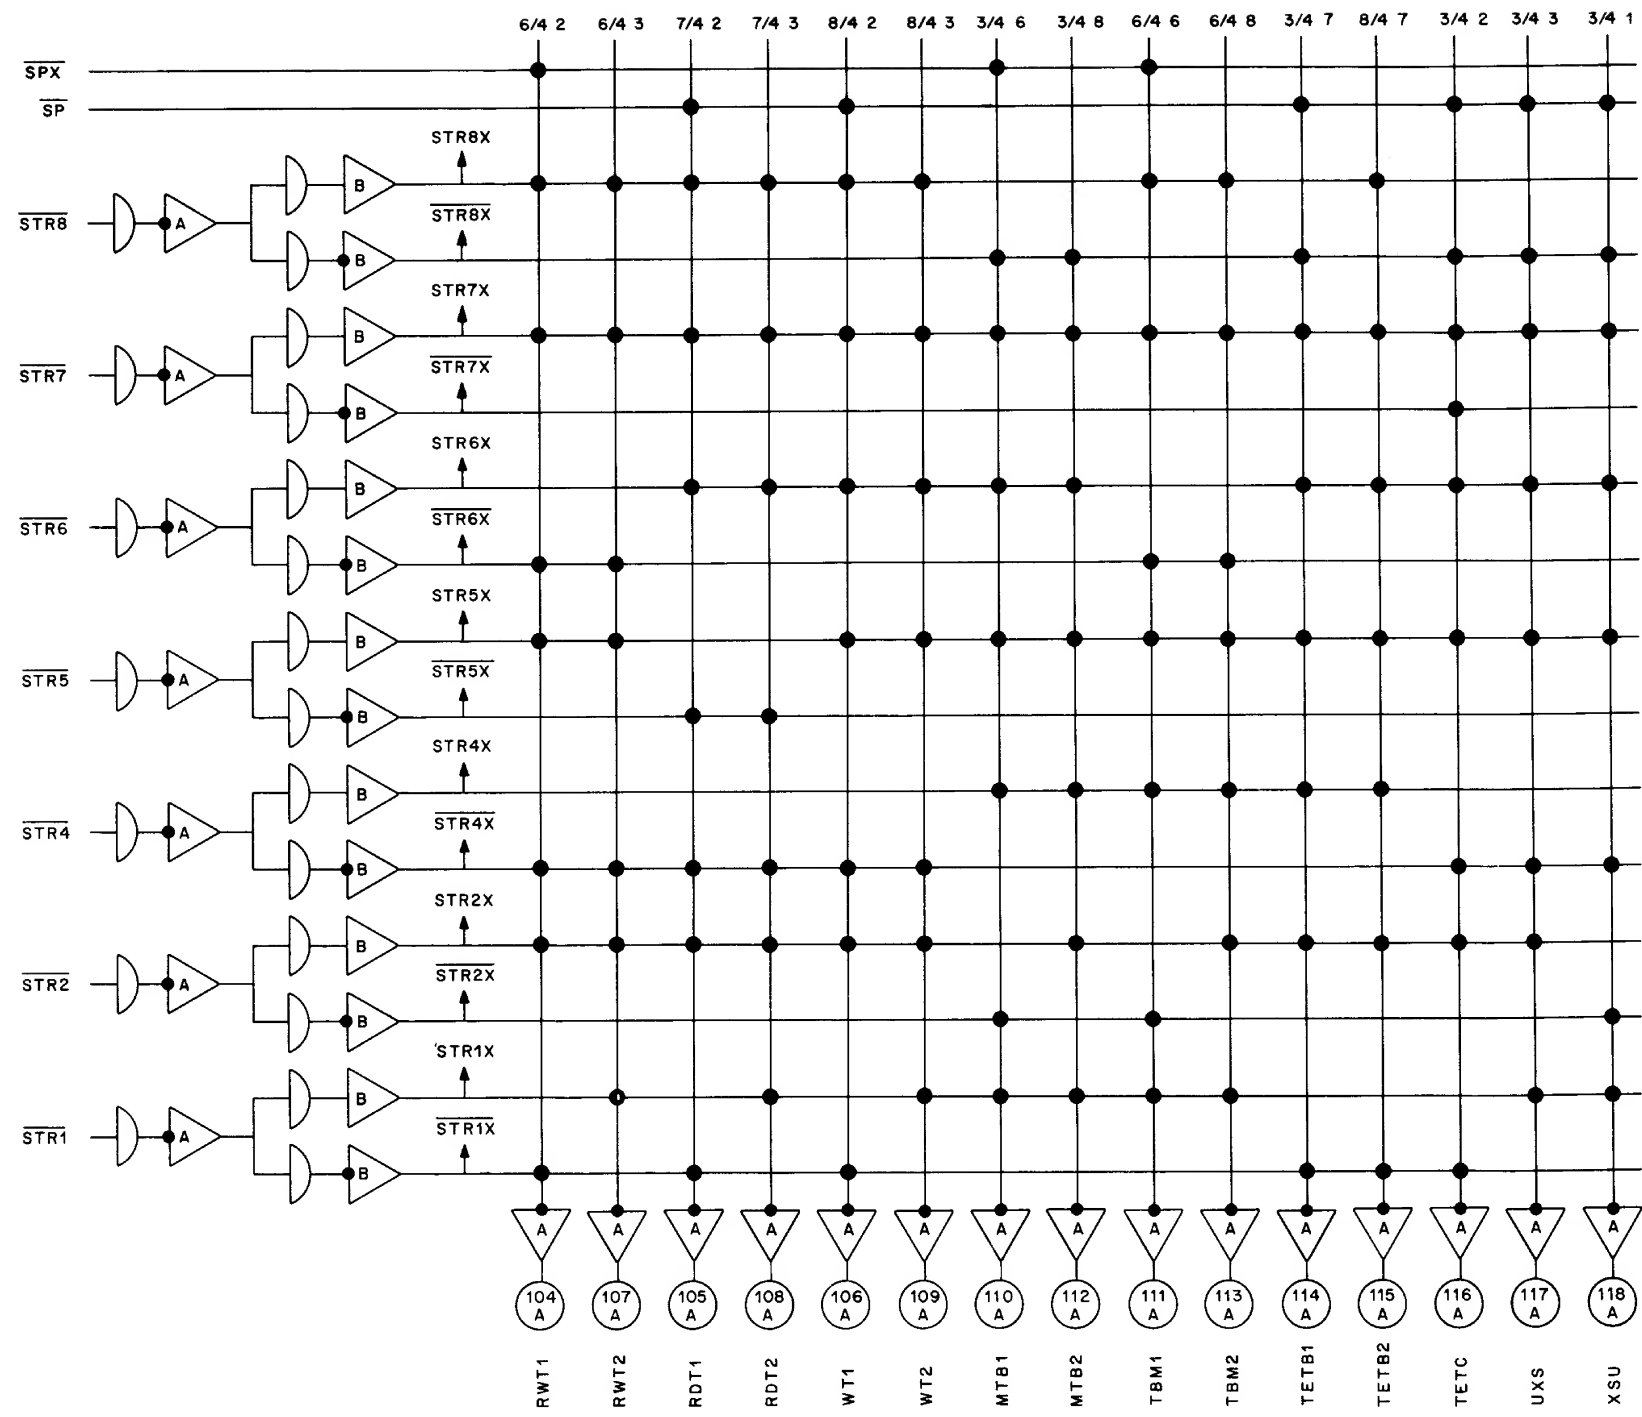 6/4 2 6/4 3 7/4 2 7/4 3 8/4 2 8/4 3 3/4 6 3/4 8 6/4 6 6/4 8 3/4 7 8/4 7 3/4 2 3/4 3 3/4 1
SPX
SP
STR8X
B
STR8
A
STR8X
B
STR7X
B
STR7
A
STR7X
B
STR6X
B
STR6
A
STR6X
B
STR5X
B
STR5
A
STR5X
B
STR4X
B
STR4
A
STR4X
B
STR2X
B
STR2
A
STR2X
B
STR1X
B
STR1
A
STR1X
B
A A A A A A A A A A A A A A A
104 107 105 108 106 109 110 112 111 113 114 115 116 117 118
A A A A A A A A A A A A A A A
RWT1 RWT2 RDT1 RDT2 WT1 WT2 MTB1 MTB2 TBM1 TBM2 TETB1 TETB2 TETC UXS XSU